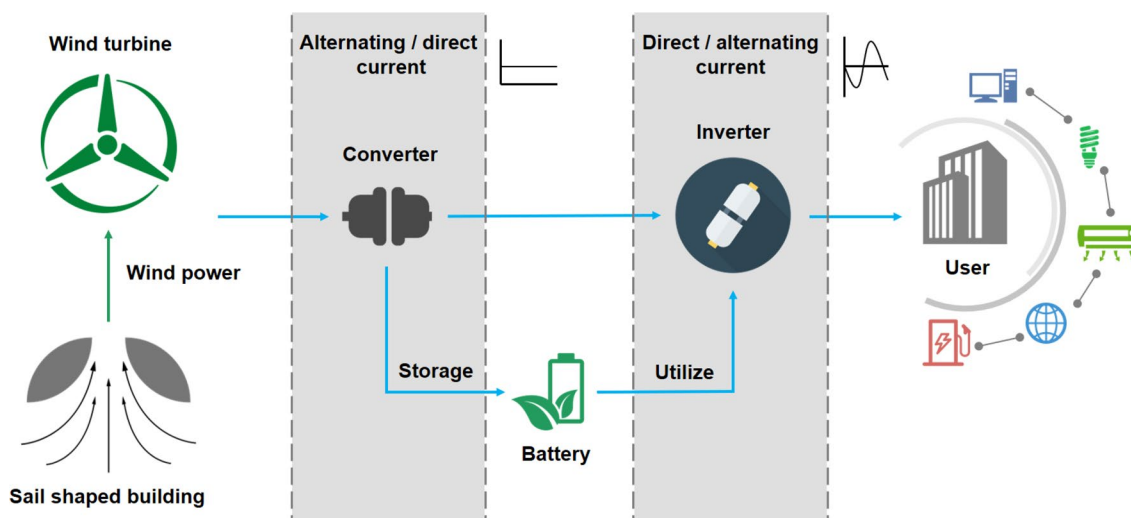 Wind turbine
Alternating / direct
current
Direct / alternating
current
Converter
Inverter
Wind power
User
Storage
Utilize
Battery
Sail shaped building